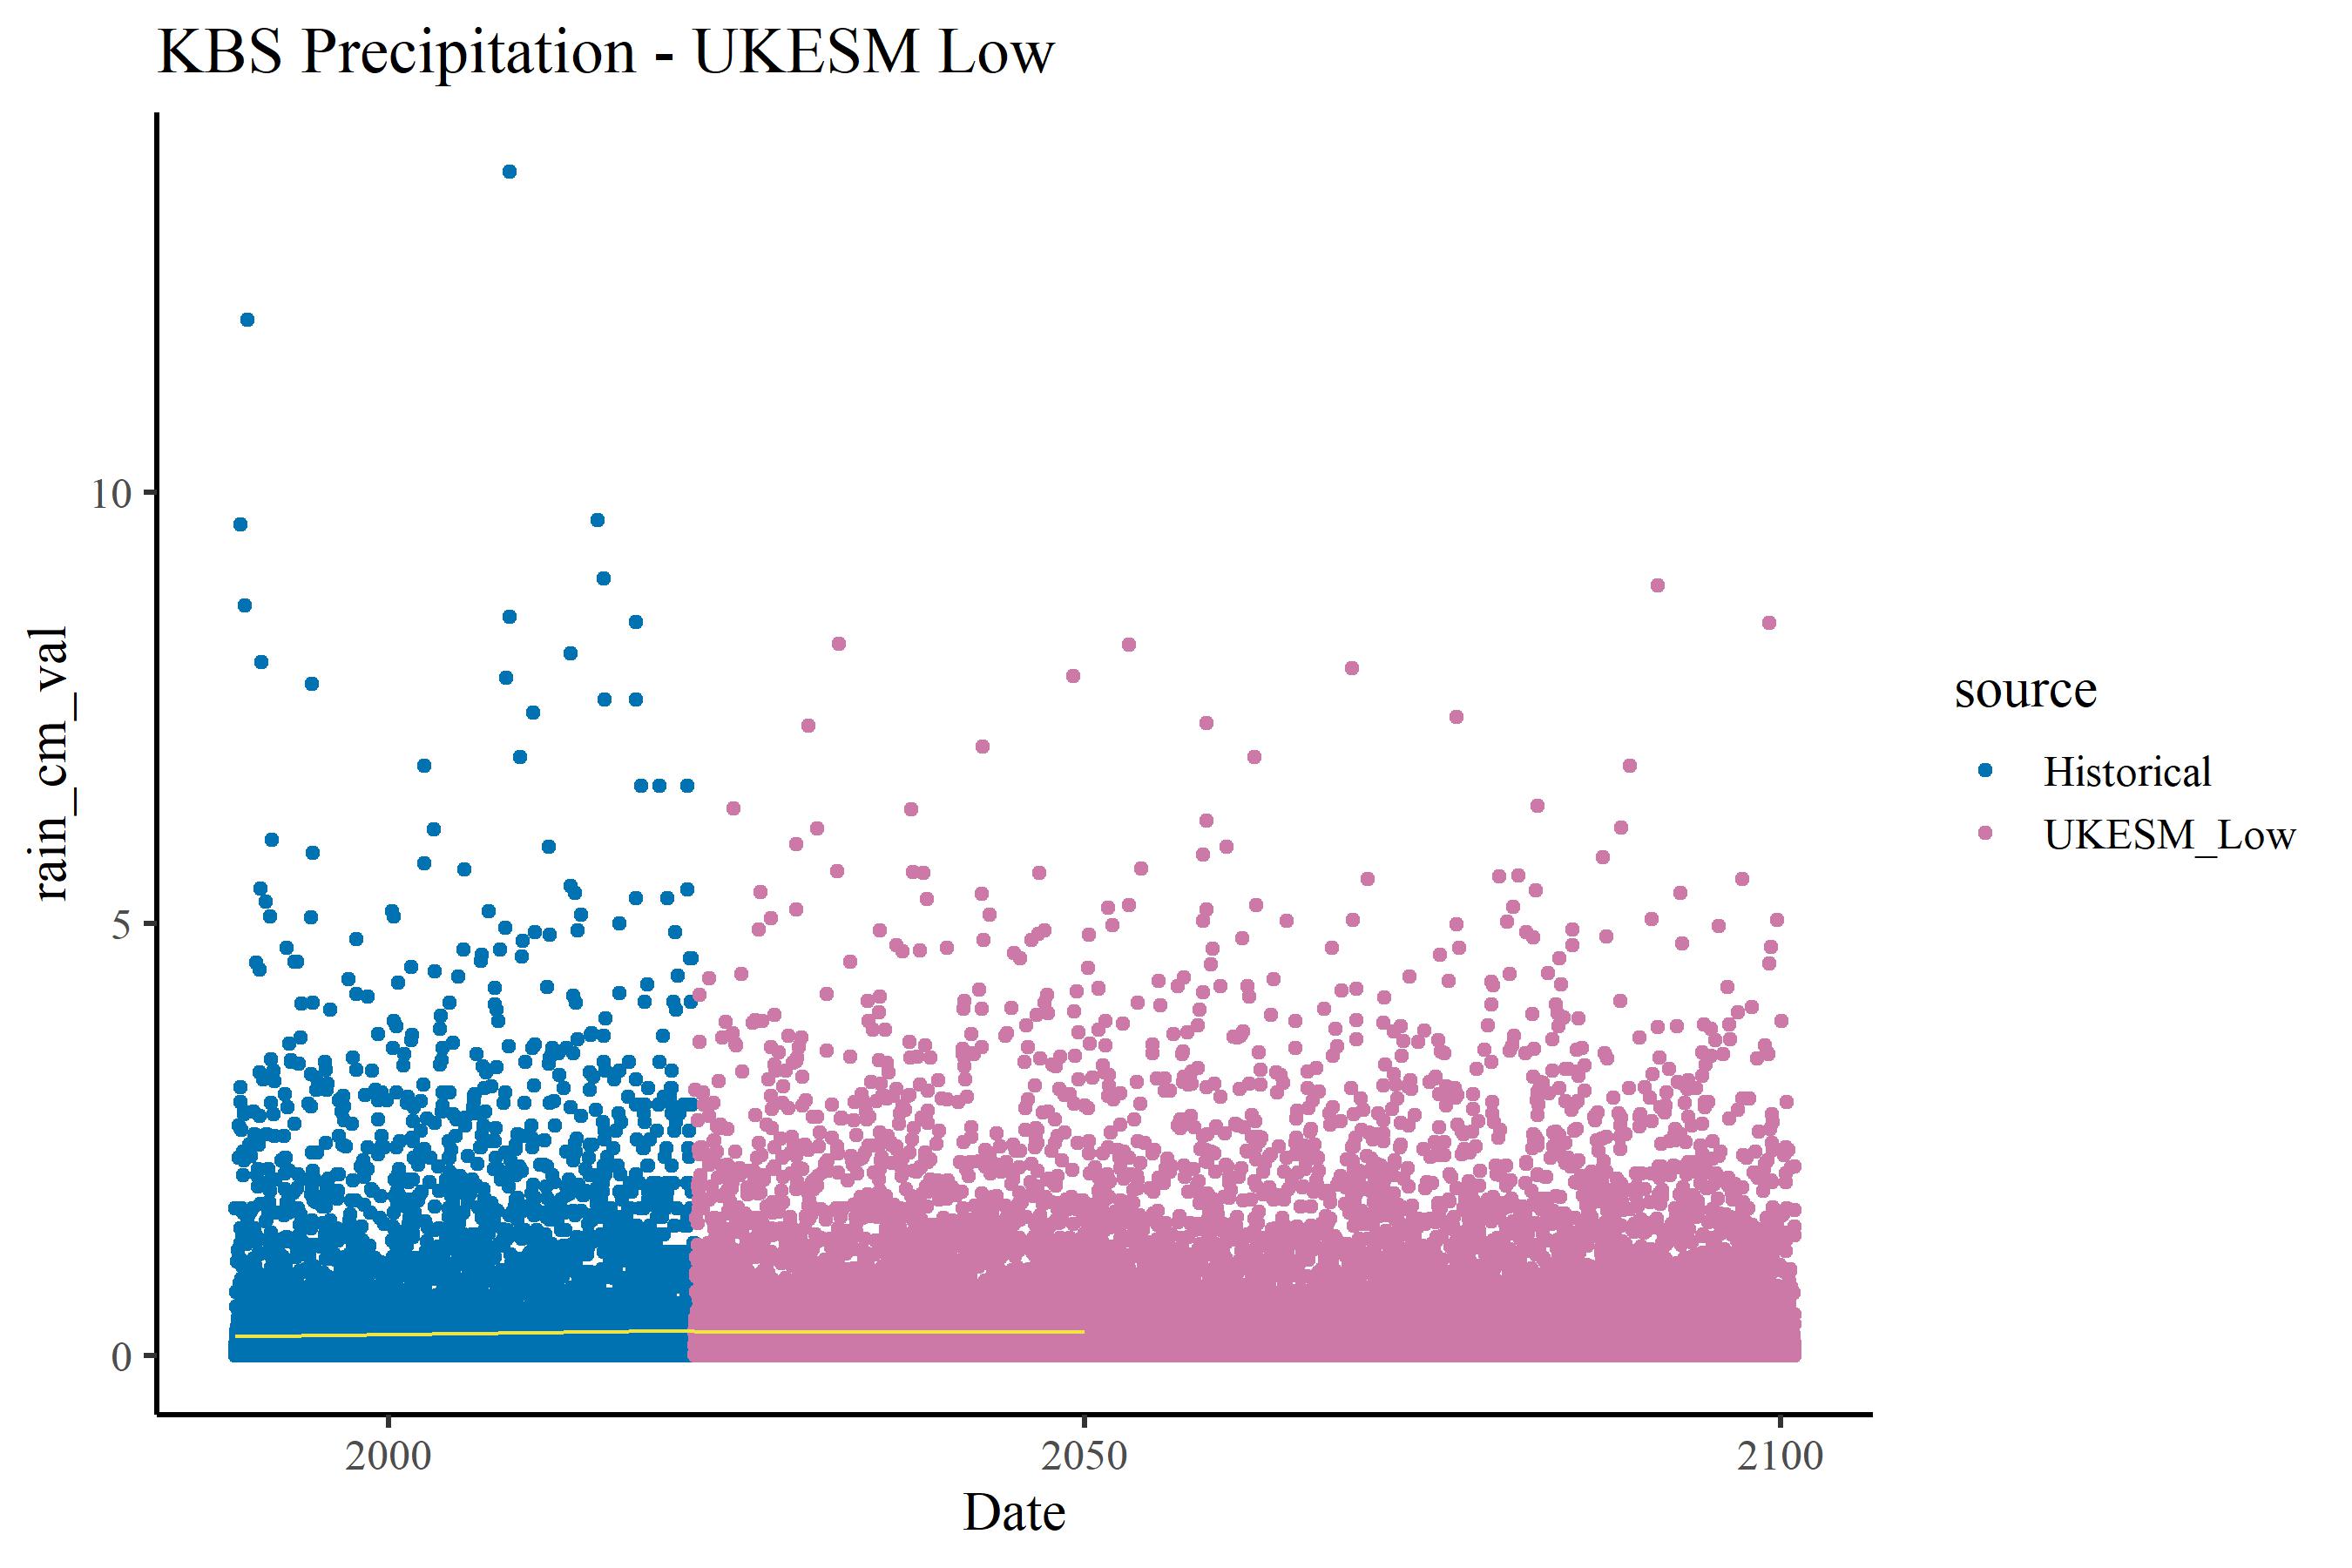 KBS Precipitation - UKESM Low
rain_cm_val
10
5
0
2000
2050
2100
Date
source
Historical
UKESM_Low